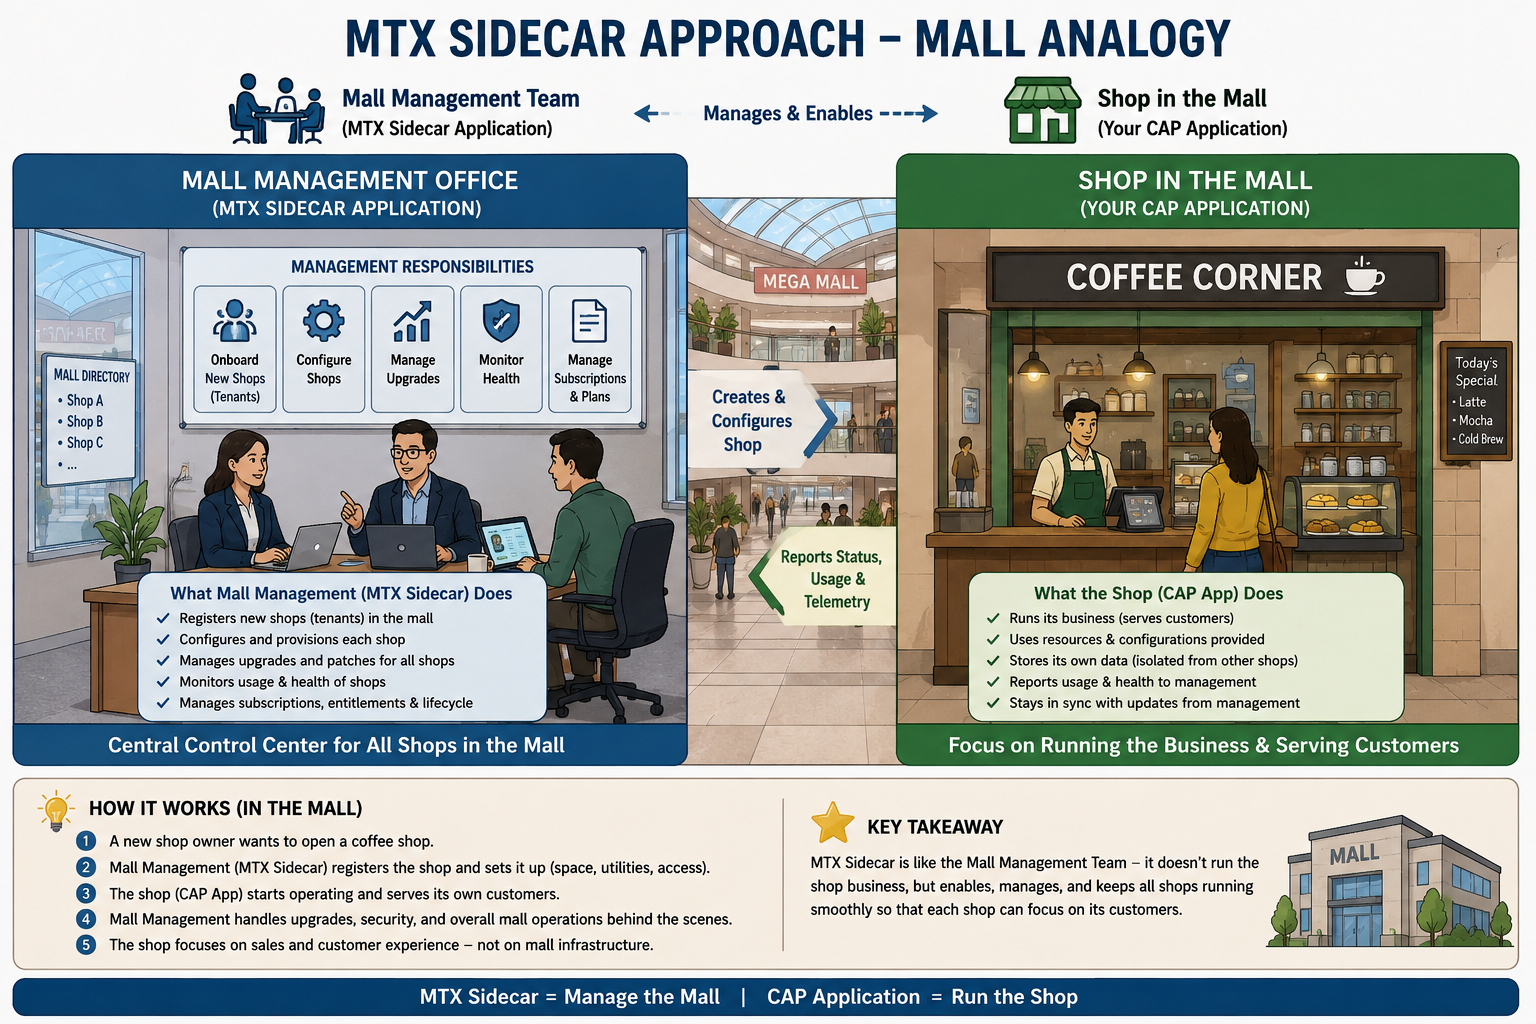 MTX SIDECAR APPROACH – MALL ANALOGY
Mall Management Team
(MTX Sidecar Application)
Manages & Enables
Shop in the Mall
(Your CAP Application)
MALL MANAGEMENT OFFICE
(MTX SIDECAR APPLICATION)
MANAGEMENT RESPONSIBILITIES
Onboard
New Shops
(Tenants)
Configure
Shops
Manage
Upgrades
Monitor
Health
Manage
Subscriptions
& Plans
MALL DIRECTORY
• Shop A
• Shop B
• Shop C
• ...
What Mall Management (MTX Sidecar) Does
✓ Registers new shops (tenants) in the mall
✓ Configures and provisions each shop
✓ Manages upgrades and patches for all shops
✓ Monitors usage & health of shops
✓ Manages subscriptions, entitlements & lifecycle
Central Control Center for All Shops in the Mall
MEGA MALL
Creates &
Configures
Shop
Reports Status,
Usage &
Telemetry
SHOP IN THE MALL
(YOUR CAP APPLICATION)
COFFEE CORNER
Today's
Special
• Latte
• Mocha
• Cold Brew
What the Shop (CAP App) Does
✓ Runs its business (serves customers)
✓ Uses resources & configurations provided
✓ Stores its own data (isolated from other shops)
✓ Reports usage & health to management
✓ Stays in sync with updates from management
Focus on Running the Business & Serving Customers
HOW IT WORKS (IN THE MALL)
1 A new shop owner wants to open a coffee shop.
2 Mall Management (MTX Sidecar) registers the shop and sets it up (space, utilities, access).
3 The shop (CAP App) starts operating and serves its own customers.
4 Mall Management handles upgrades, security, and overall mall operations behind the scenes.
5 The shop focuses on sales and customer experience – not on mall infrastructure.
KEY TAKEAWAY
MTX Sidecar is like the Mall Management Team – it doesn't run the
shop business, but enables, manages, and keeps all shops running
smoothly so that each shop can focus on its customers.
MALL
MTX Sidecar = Manage the Mall | CAP Application = Run the Shop